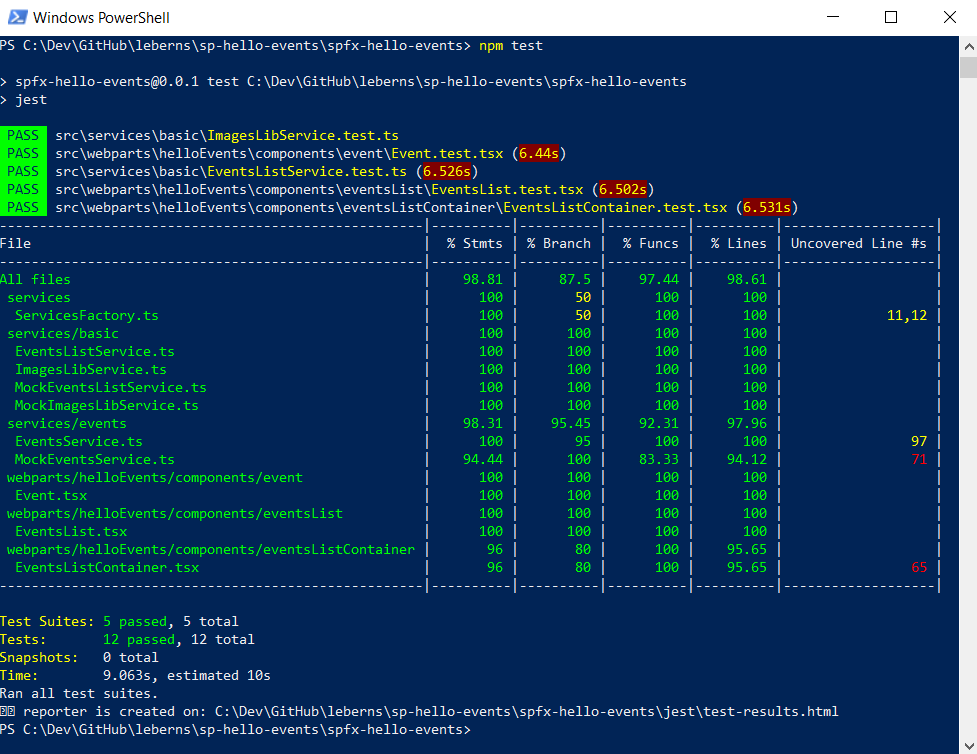 Windows PowerShell
PS C:\Dev\GitHub\leberns\sp-hello-events\spfx-hello-events> npm test
> spfx-hello-events@0.0.1 test C:\Dev\GitHub\leberns\sp-hello-events\spfx-hello-events
> jest
PASS src\services\basic\ImagesLibService.test.ts
PASS src\webparts\helloEvents\components\event\Event.test.tsx (6.44s)
PASS src\services\basic\EventsListService.test.ts (6.526s)
PASS src\webparts\helloEvents\components\eventsList\EventsList.test.tsx (6.502s)
PASS src\webparts\helloEvents\components\eventsListContainer\EventsListContainer.test.tsx (6.531s)
File | % Stmts | % Branch | % Funcs | % Lines | Uncovered Line #s |
All files | 98.81 | 87.5 | 97.44 | 98.61 | |
services | 100 | 50 | 100 | 100 | |
ServicesFactory.ts | 100 | 50 | 100 | 100 | 11,12 |
services/basic | 100 | 100 | 100 | 100 | |
EventsListService.ts | 100 | 100 | 100 | 100 | |
ImagesLibService.ts | 100 | 100 | 100 | 100 | |
MockEventsListService.ts | 100 | 100 | 100 | 100 | |
MockImagesLibService.ts | 100 | 100 | 100 | 100 | |
services/events | 98.31 | 95.45 | 92.31 | 97.96 | |
EventsService.ts | 100 | 95 | 100 | 100 | 97 |
MockEventsService.ts | 94.44 | 100 | 83.33 | 94.12 | 71 |
webparts/helloEvents/components/event | 100 | 100 | 100 | 100 | |
Event.tsx | 100 | 100 | 100 | 100 | |
webparts/helloEvents/components/eventsList | 100 | 100 | 100 | 100 | |
EventsList.tsx | 100 | 100 | 100 | 100 | |
webparts/helloEvents/components/eventsListContainer | 96 | 80 | 100 | 95.65 | |
EventsListContainer.tsx | 96 | 80 | 100 | 95.65 | 65 |
Test Suites: 5 passed, 5 total
Tests: 12 passed, 12 total
Snapshots: 0 total
Time: 9.063s, estimated 10s
Ran all test suites.
reporter is created on: C:\Dev\GitHub\leberns\sp-hello-events\spfx-hello-events\jest\test-results.html
PS C:\Dev\GitHub\leberns\sp-hello-events\spfx-hello-events>